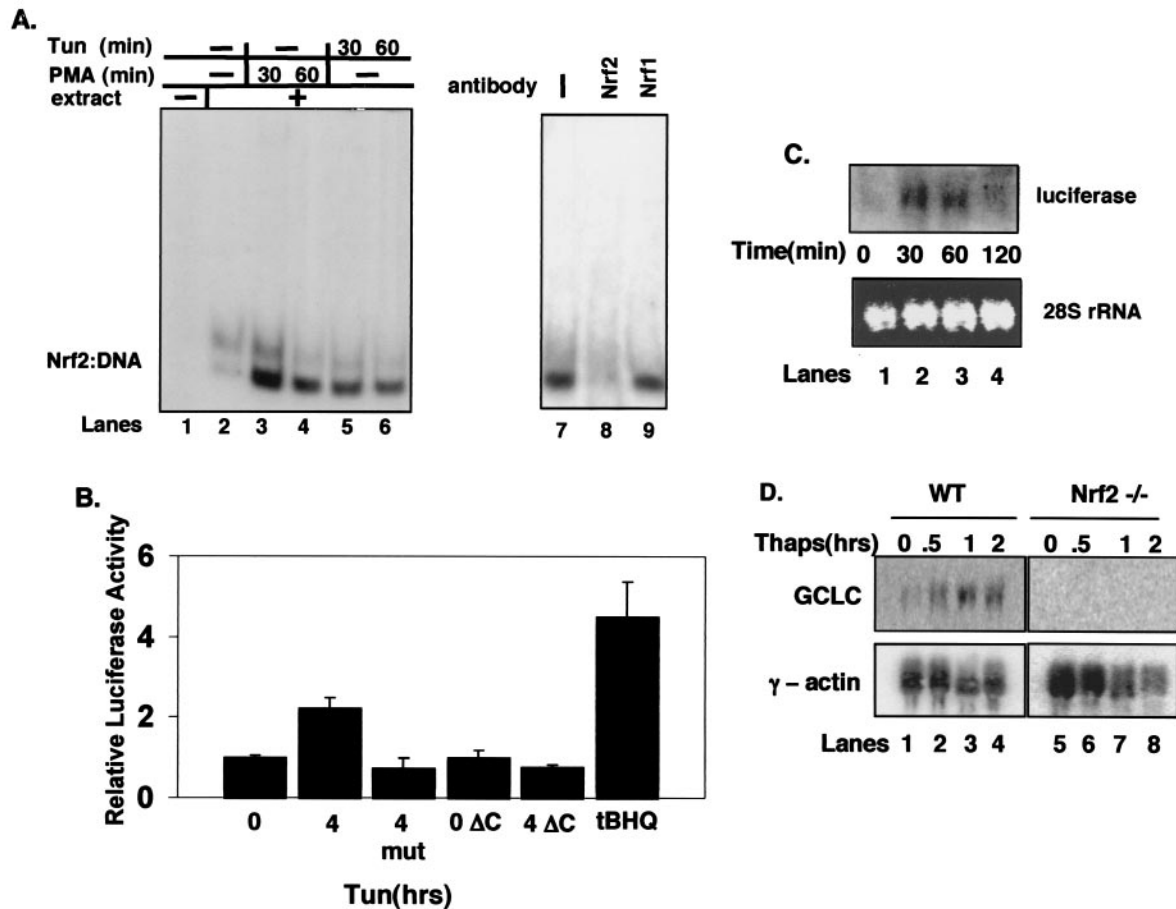 A.
Tun (min) — — 30 60
PMA (min) — 30 60 —
extract — +
Nrf2:DNA
Lanes 1 2 3 4 5 6
antibody — Nrf2 Nrf1
7 8 9
C.
luciferase
Time(min) 0 30 60 120
28S rRNA
Lanes 1 2 3 4
B.
Relative Luciferase Activity
6
4
2
0
0 4 4 0 ΔC 4 ΔC tBHQ
mut
Tun(hrs)
D.
WT Nrf2 -/-
Thaps(hrs) 0 .5 1 2 0 .5 1 2
GCLC
γ – actin
Lanes 1 2 3 4 5 6 7 8